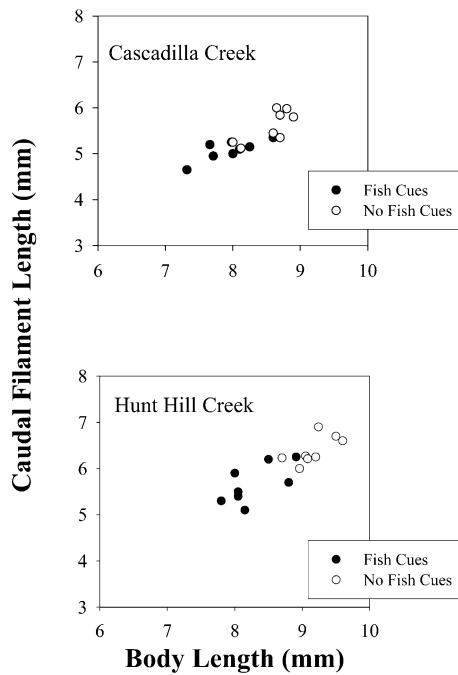 8
Cascadilla Creek
7
6
5
4
Fish Cues
No Fish Cues
3
6 7 8 9 10
Caudal Filament Length (mm)
8
Hunt Hill Creek
7
6
5
4
Fish Cues
No Fish Cues
3
6 7 8 9 10
Body Length (mm)